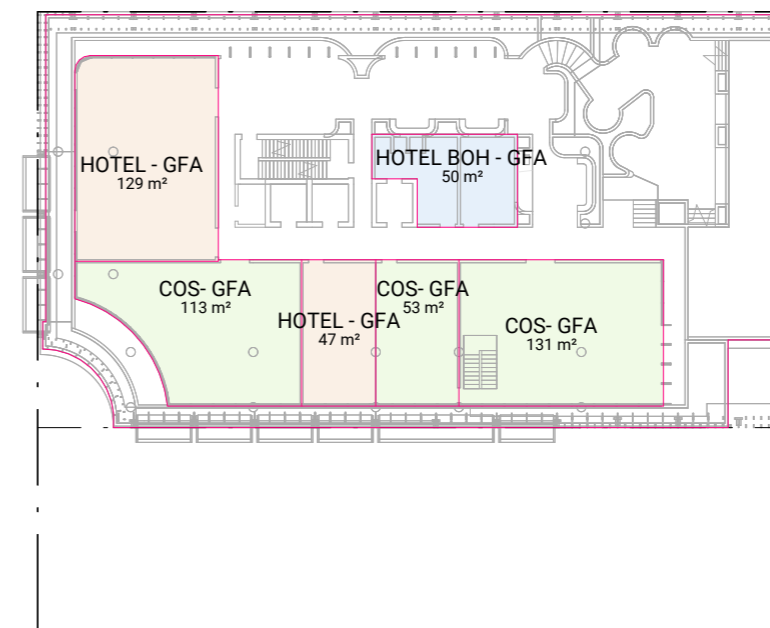 HOTEL - GFA
129 m²
HOTEL BOH - GFA
50 m²
COS- GFA
113 m²
HOTEL - GFA
47 m²
COS- GFA
53 m²
COS- GFA
131 m²